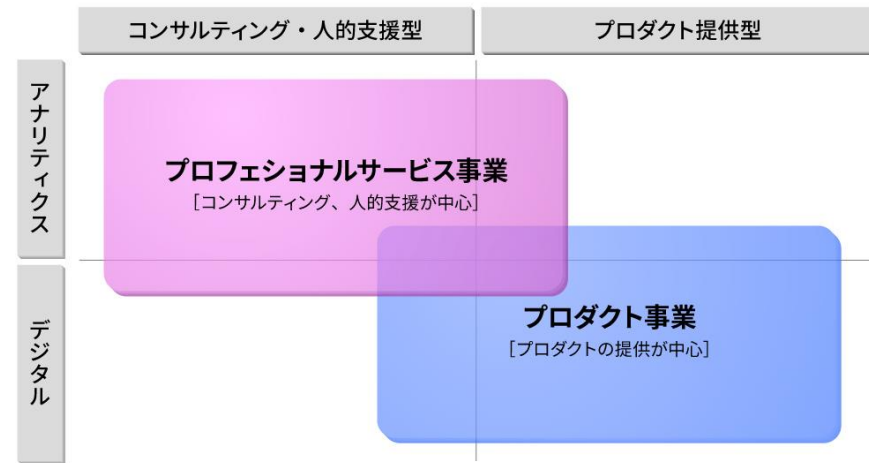 コンサルティング・人的支援型
プロダクト提供型
アナリティクス
プロフェショナルサービス事業
[コンサルティング、人的支援が中心]
デジタル
プロダクト事業
[プロダクトの提供が中心]